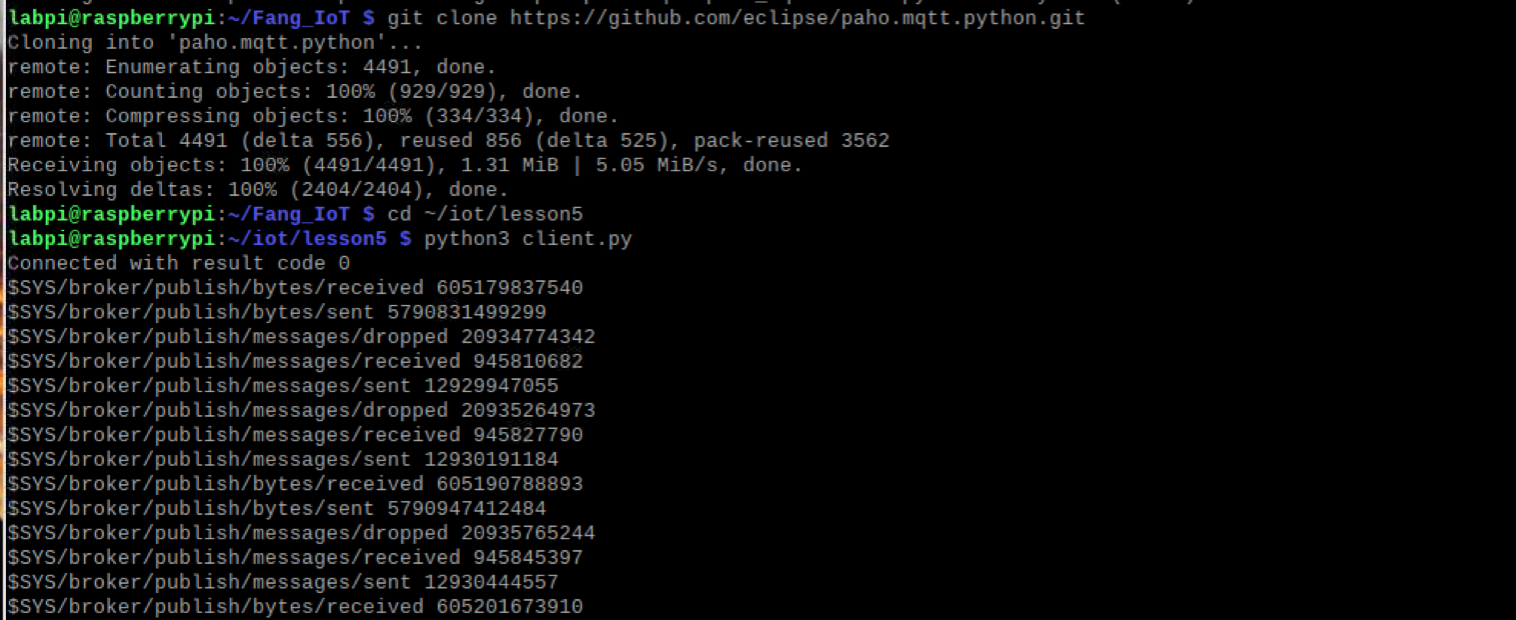 labpi@raspberrypi:~/Fang_IoT $ git clone https://github.com/eclipse/paho.mqtt.python.git
Cloning into 'paho.mqtt.python'...
remote: Enumerating objects: 4491, done.
remote: Counting objects: 100% (929/929), done.
remote: Compressing objects: 100% (334/334), done.
remote: Total 4491 (delta 556), reused 856 (delta 525), pack-reused 3562
Receiving objects: 100% (4491/4491), 1.31 MiB | 5.05 MiB/s, done.
Resolving deltas: 100% (2404/2404), done.
labpi@raspberrypi:~/Fang_IoT $ cd ~/iot/lesson5
labpi@raspberrypi:~/iot/lesson5 $ python3 client.py
Connected with result code 0
$SYS/broker/publish/bytes/received 605179837540
$SYS/broker/publish/bytes/sent 5790831499299
$SYS/broker/publish/messages/dropped 20934774342
$SYS/broker/publish/messages/received 945810682
$SYS/broker/publish/messages/sent 12929947055
$SYS/broker/publish/messages/dropped 20935264973
$SYS/broker/publish/messages/received 945827790
$SYS/broker/publish/messages/sent 12930191184
$SYS/broker/publish/bytes/received 605190788893
$SYS/broker/publish/bytes/sent 5790947412484
$SYS/broker/publish/messages/dropped 20935765244
$SYS/broker/publish/messages/received 945845397
$SYS/broker/publish/messages/sent 12930444557
$SYS/broker/publish/bytes/received 605201673910